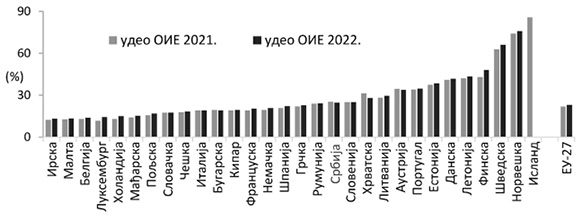 90
60
(%)
30
0
удео ОИЕ 2021.
удео ОИЕ 2022.
Ирска
Малта
Белгија
Луксембург
Холандија
Мађарска
Пољска
Словачка
Чешка
Италија
Бугарска
Кипар
Француска
Немачка
Шпанија
Грчка
Румунија
Србија
Словенија
Хрватска
Литванија
Аустрија
Португал
Естонија
Данска
Летонија
Финска
Шведска
Норвешка
Исланд
ЕУ-27